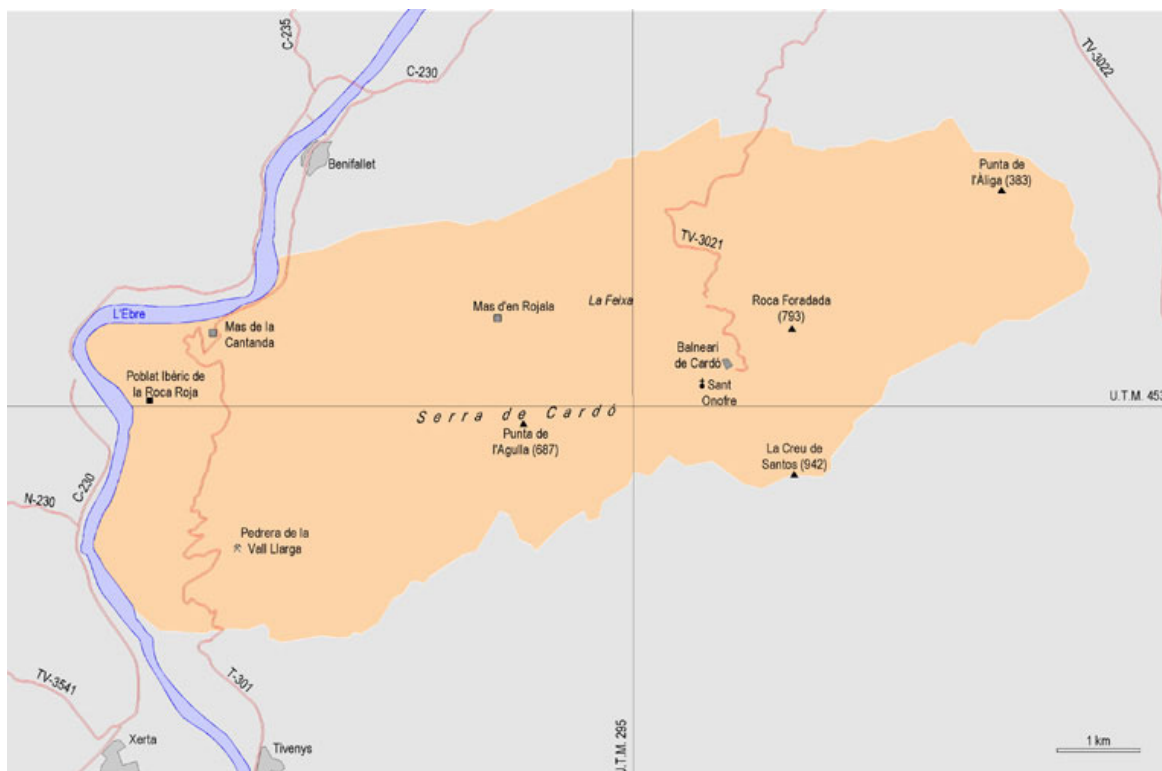 C-235
C-230
TV-3022
Benifallet
Punta de
l'Àliga (383)
TV-3021
L'Ebre
Mas d'en Rojala
La Feixa
Roca Foradada
(793)
Mas de la
Cantanda
Balneari
de Cardó
Poblat Ibèric de
la Roca Roja
Sant
Onofre
U.T.M. 453
Serra de Cardó
Punta de
l'Agulla (687)
La Creu de
Santos (942)
N-230
C-230
Pedrera de la
Vall Llarga
TV-3541
T-301
Xerta
Tivenys
U.T.M. 295
1 km